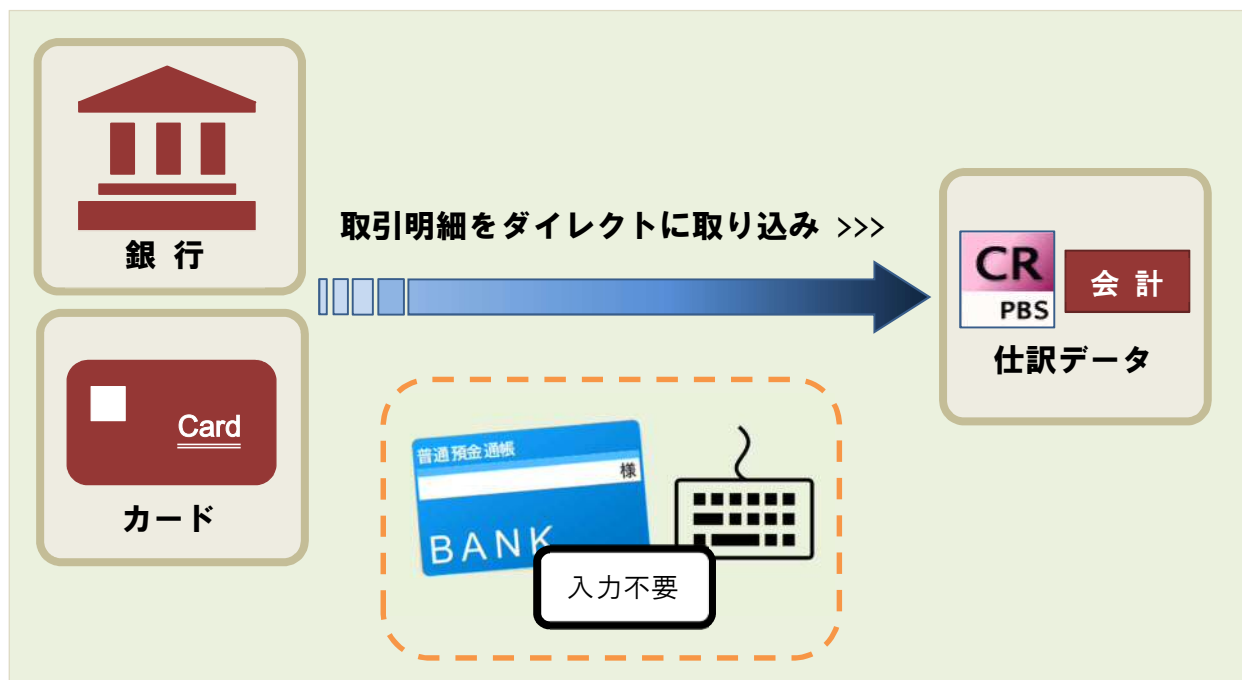 銀 行
Card
カード
取引明細をダイレクトに取り込み >>>
普通預金通帳
様
BANK
入力不要
CR
PBS
会 計
仕訳データ